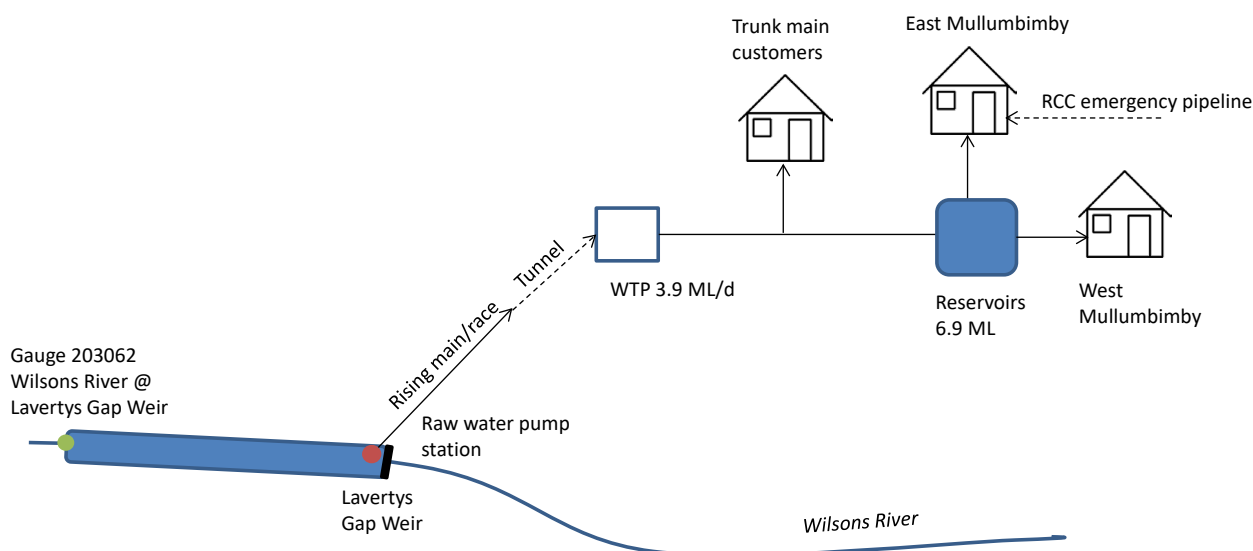 Trunk main
customers
East Mullumbimby
RCC emergency pipeline
Tunnel
WTP 3.9 ML/d
Reservoirs
6.9 ML
West
Mullumbimby
Rising main/race
Gauge 203062
Wilsons River @
Lavertys Gap Weir
Raw water pump
station
Lavertys
Gap Weir
Wilsons River